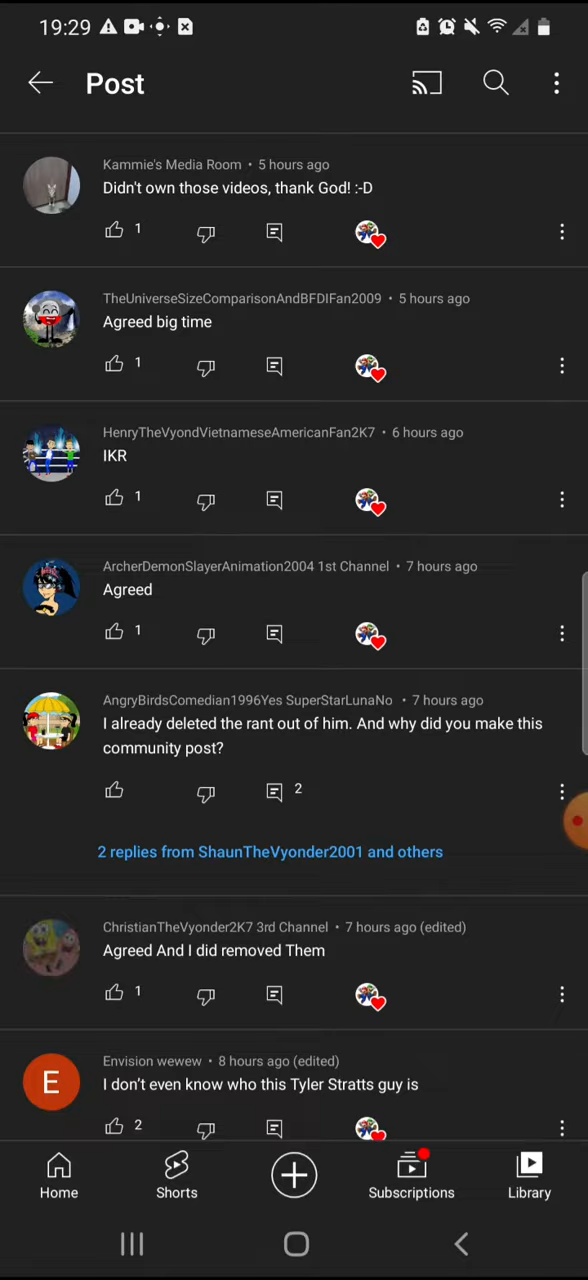 19:29
Post
Kammie's Media Room • 5 hours ago
Didn't own those videos, thank God! :-D
1
TheUniverseSizeComparisonAndBFDIFan2009 • 5 hours ago
Agreed big time
1
HenryTheVyondVietnameseAmericanFan2K7 • 6 hours ago
IKR
1
ArcherDemonSlayerAnimation2004 1st Channel • 7 hours ago
Agreed
1
AngryBirdsComedian1996Yes SuperStarLunaNo • 7 hours ago
I already deleted the rant out of him. And why did you make this
community post?
2
2 replies from ShaunTheVyonder2001 and others
ChristianTheVyonder2K7 3rd Channel • 7 hours ago (edited)
Agreed And I did removed Them
1
Envision wewew • 8 hours ago (edited)
E
I don't even know who this Tyler Stratts guy is
2
Home
Shorts
Subscriptions
Library